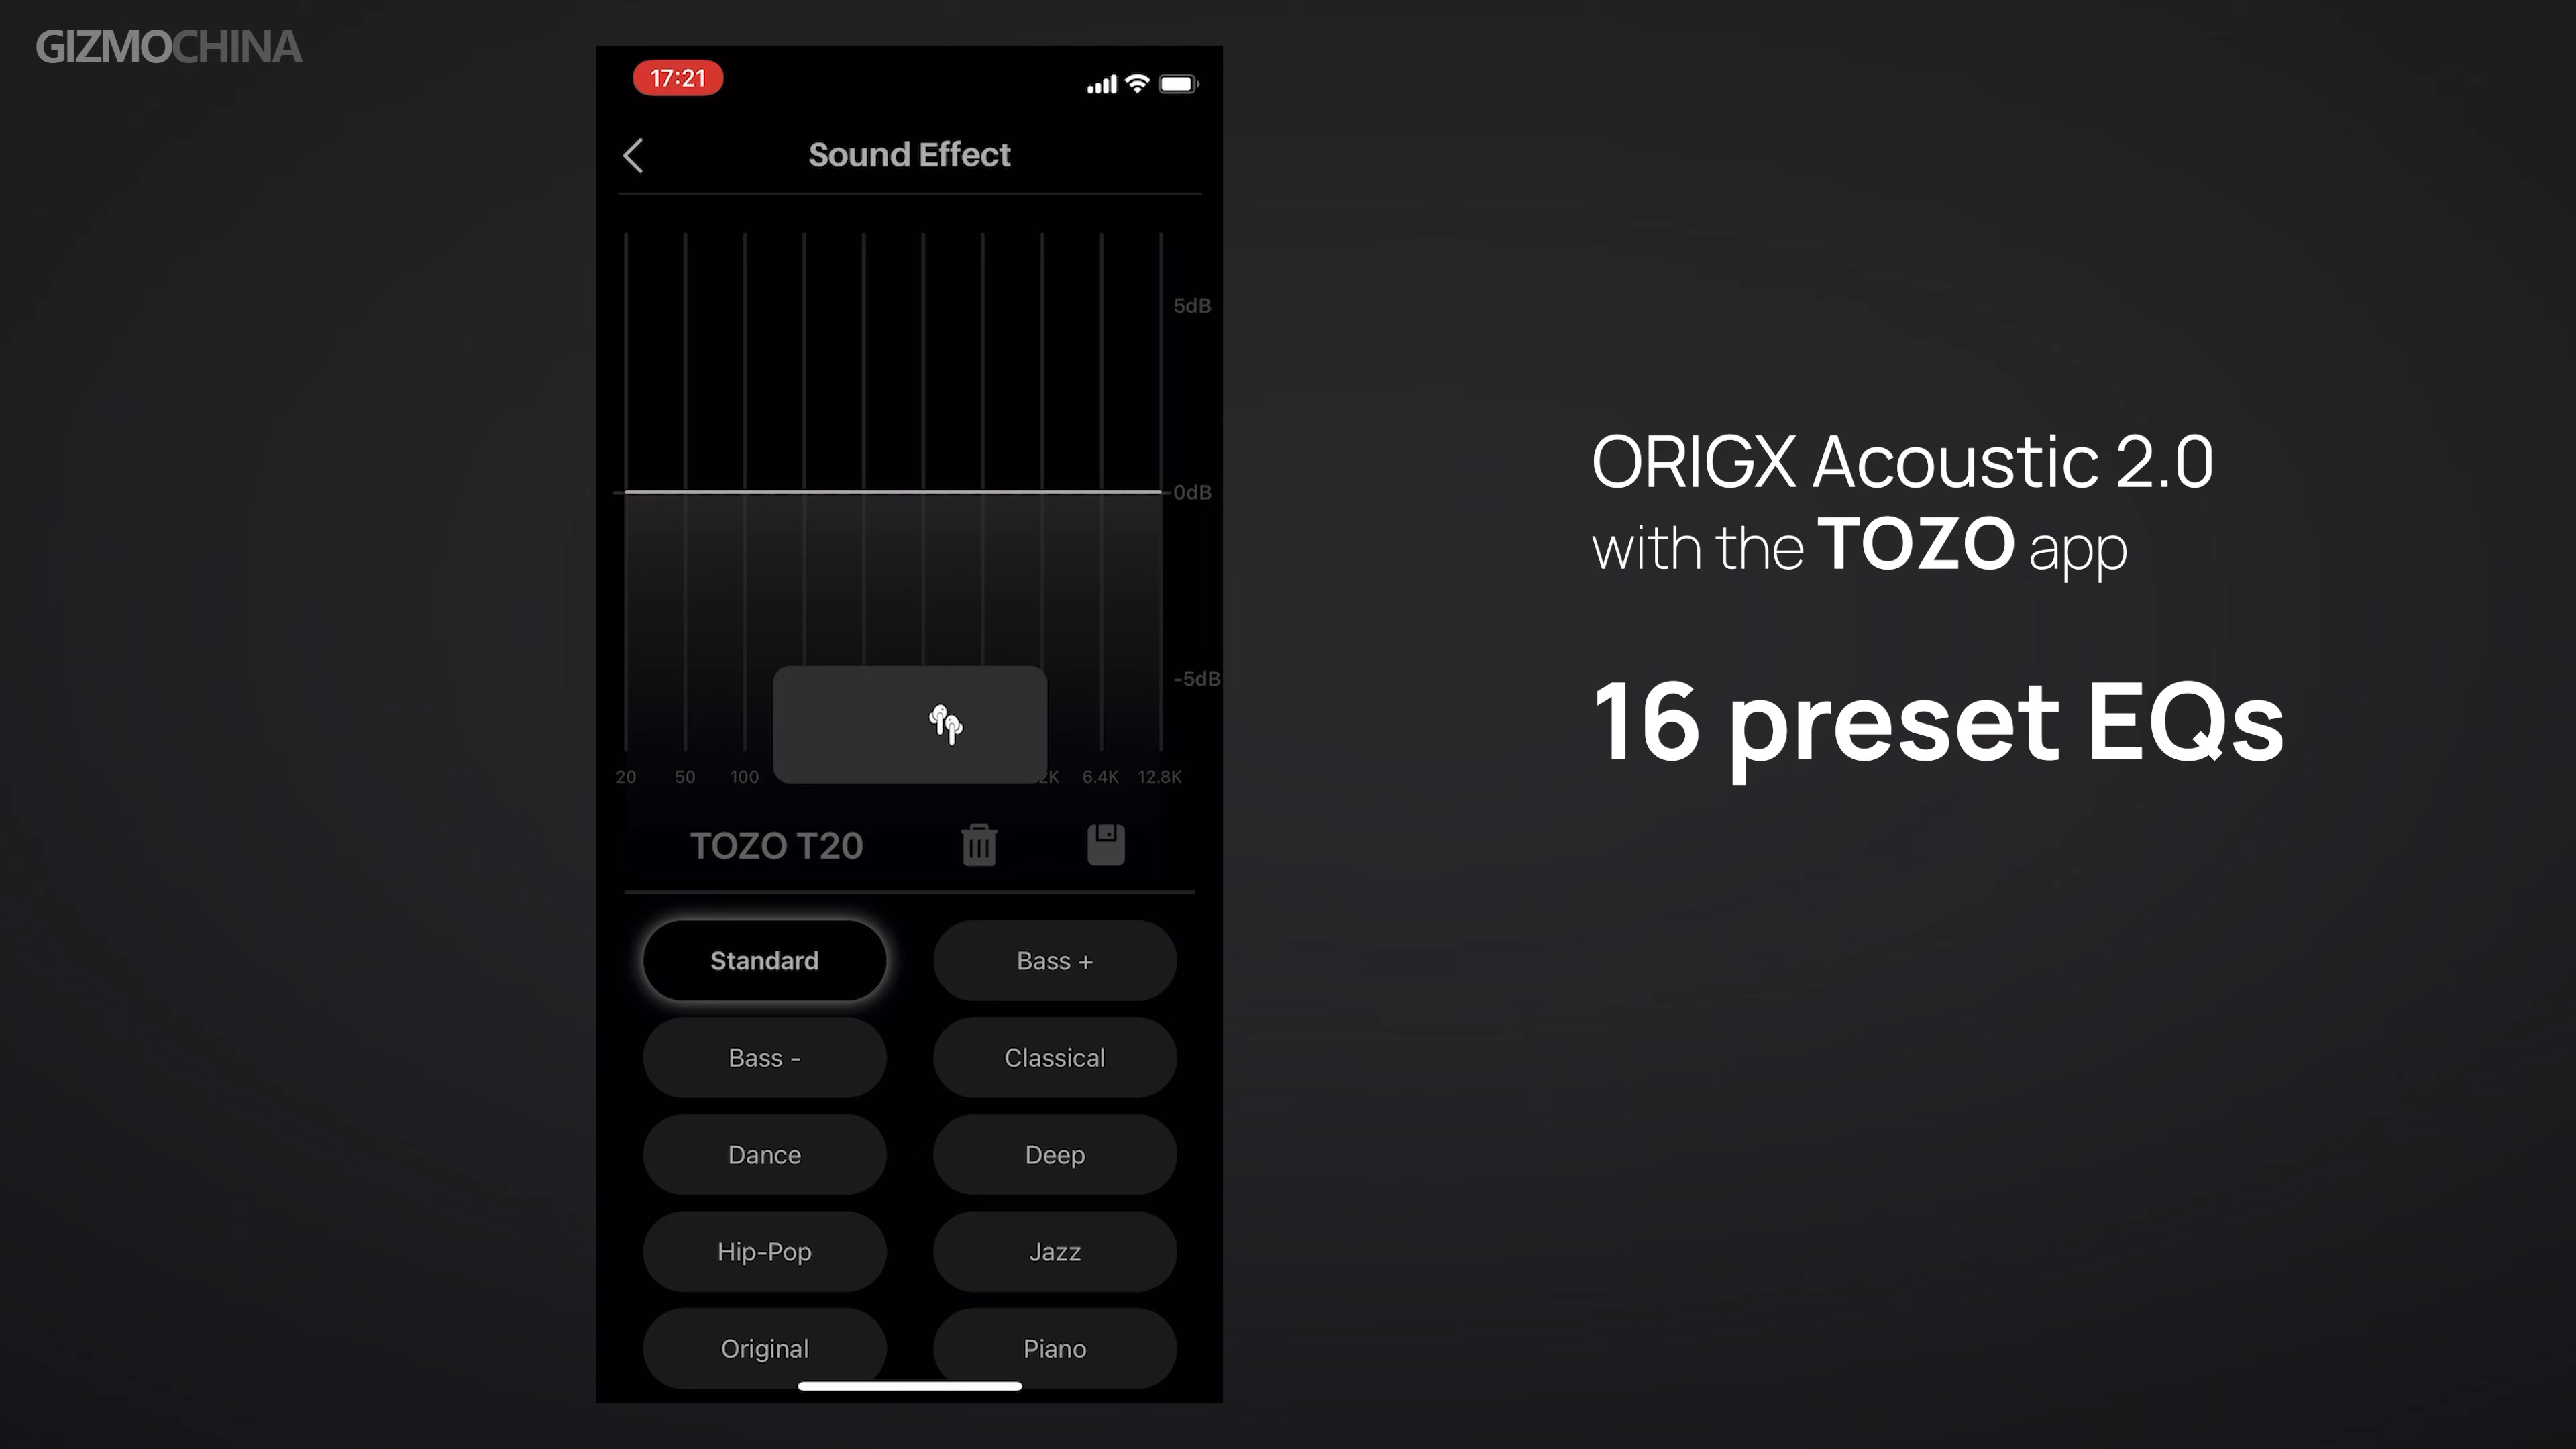 GIZMOCHINA
17:21
Sound Effect
5dB
0dB
-5dB
20 50 100 6.4K 12.8K
TOZO T20
Standard Bass +
Bass - Classical
Dance Deep
Hip-Pop Jazz
Original Piano
ORIGX Acoustic 2.0
with the TOZO app
16 preset EQs